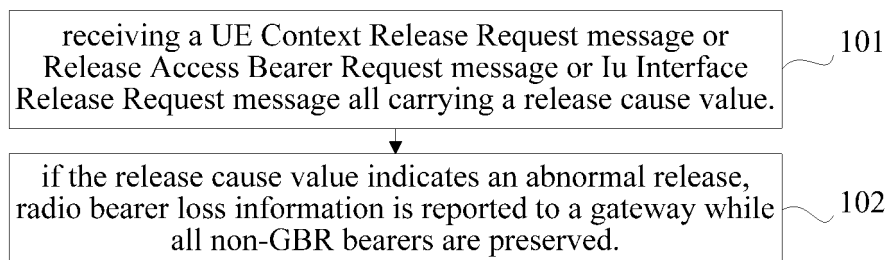 receiving a UE Context Release Request message or
Release Access Bearer Request message or Iu Interface
Release Request message all carrying a release cause value.
101
if the release cause value indicates an abnormal release,
radio bearer loss information is reported to a gateway while
all non-GBR bearers are preserved.
102